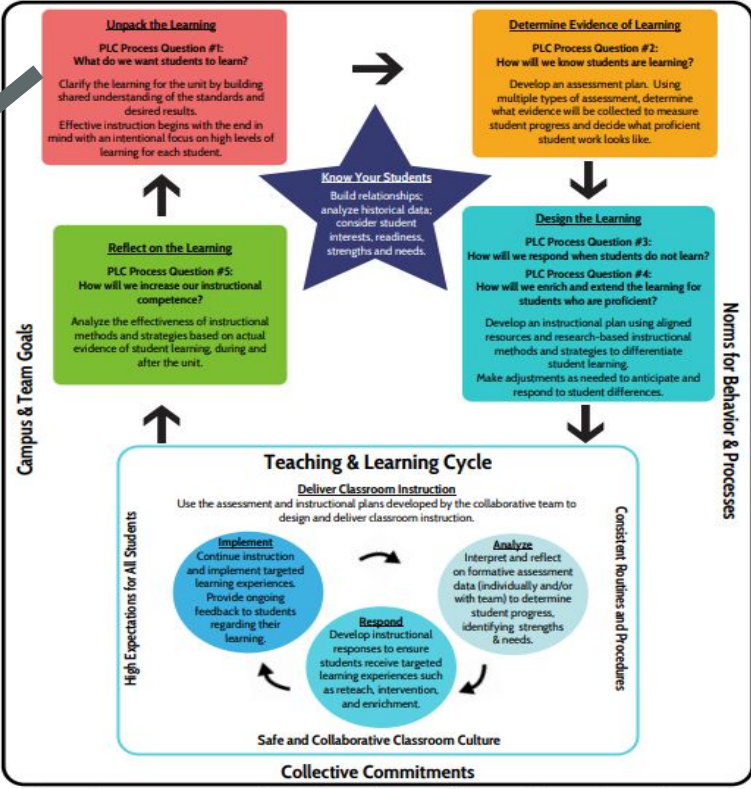 Unpack the Learning
PLC Process Question #1:
What do we want students to learn?
Clarify the learning for the unit by building
shared understanding of the standards and
desired results.
Effective instruction begins with the end in
mind with an intentional focus on high levels of
learning for each student.
Determine Evidence of Learning
PLC Process Question #2:
How will we know students are learning?
Develop an assessment plan. Using
multiple types of assessment, determine
what evidence will be collected to measure
student progress and decide what proficient
student work looks like.
Know Your Students
Build relationships;
analyze historical data;
consider student
interests, readiness,
strengths and needs.
Design the Learning
PLC Process Question #3:
How will we respond when students do not learn?
PLC Process Question #4:
How will we enrich and extend the learning for
students who are proficient?
Develop an instructional plan using aligned
resources and research-based instructional
methods and strategies to differentiate
student learning.
Make adjustments as needed to anticipate and
respond to student differences.
Reflect on the Learning
PLC Process Question #5:
How will we increase our instructional
competence?
Analyze the effectiveness of instructional
methods and strategies based on actual
evidence of student learning, during and
after the unit.
Campus & Team Goals
Norms for Behavior & Processes
Teaching & Learning Cycle
Deliver Classroom Instruction
Use the assessment and instructional plans developed by the collaborative team to
design and deliver classroom instruction.
High Expectations for All Students
Consistent Routines and Procedures
Implement
Continue instruction
and implement targeted
learning experiences.
Provide ongoing
feedback to students
regarding their
learning.
Analyze
Interpret and reflect
on formative assessment
data (individually and/or
with team) to determine
student progress,
identifying strengths
& needs.
Respond
Develop instructional
responses to ensure
students receive targeted
learning experiences such
as reteach, intervention,
and enrichment.
Safe and Collaborative Classroom Culture
Collective Commitments